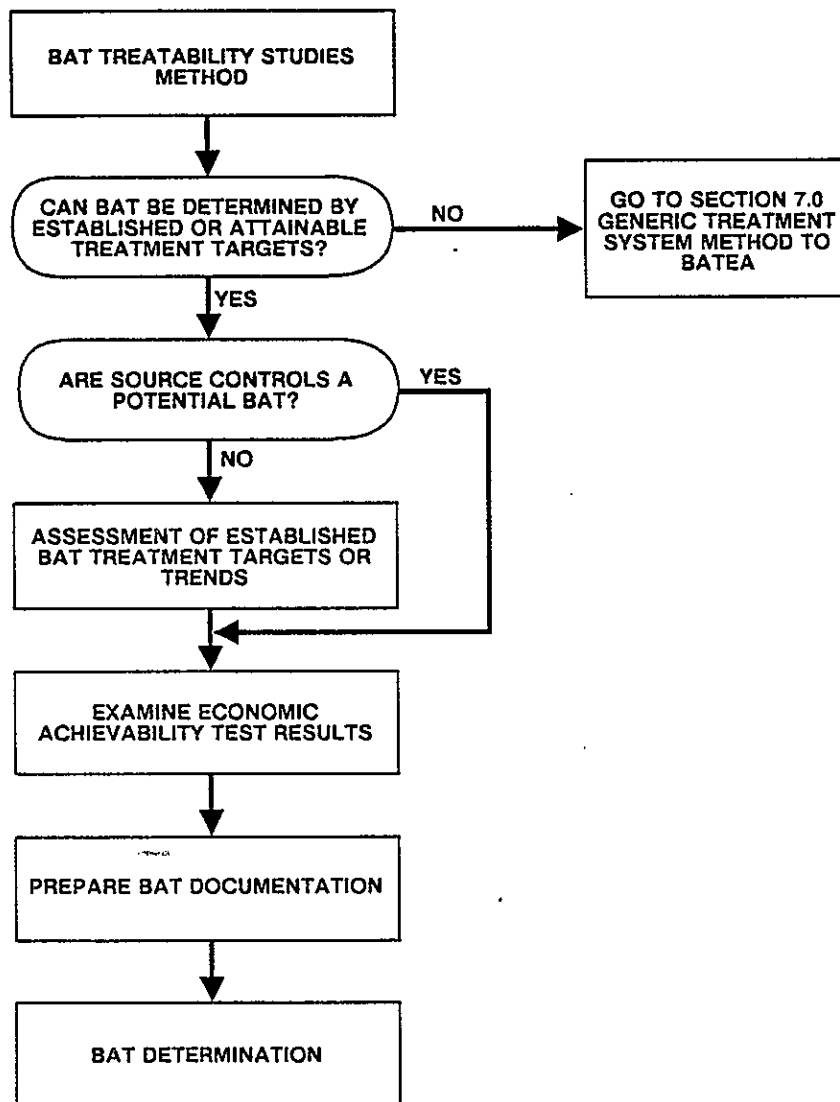 BAT TREATABILITY STUDIES
METHOD
CAN BAT BE DETERMINED BY
ESTABLISHED OR ATTAINABLE
TREATMENT TARGETS?
NO
GO TO SECTION 7.0
GENERIC TREATMENT
SYSTEM METHOD TO
BATEA
YES
ARE SOURCE CONTROLS A
POTENTIAL BAT?
YES
NO
ASSESSMENT OF ESTABLISHED
BAT TREATMENT TARGETS OR
TRENDS
EXAMINE ECONOMIC
ACHIEVABILITY TEST RESULTS
PREPARE BAT DOCUMENTATION
BAT DETERMINATION